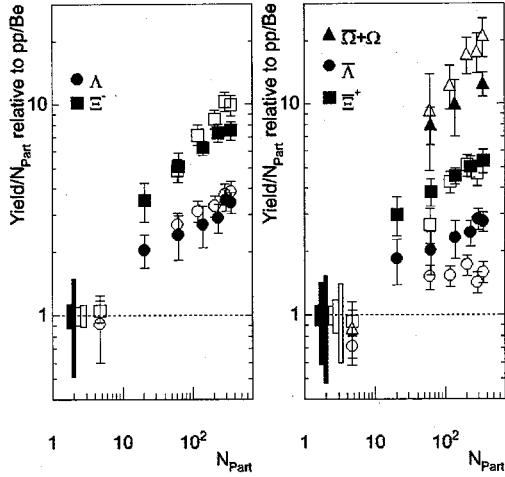 Yield/N_Part relative to pp/Be
10
1
Λ
Ξ⁻
1
10
10²
N_Part
Yield/N_Part relative to pp/Be
10
1
Ω̅+Ω
Λ̅
Ξ̅⁺
1
10
10²
N_Part